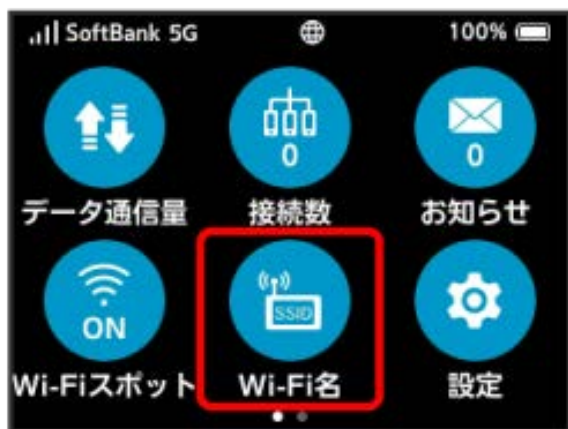 SoftBank 5G 100%
0 0
データ通信量 接続数 お知らせ
ON SSID
Wi-Fiスポット Wi-Fi名 設定